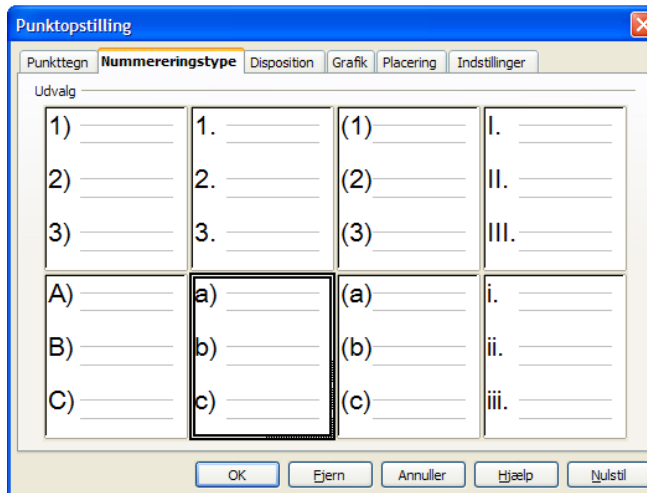 Punktopstilling
Punkttegn Nummereringstype Disposition Grafik Placering Indstillinger
Udvalg
1) 1. (1) I.
2) 2. (2) II.
3) 3. (3) III.
A) a) (a) i.
B) b) (b) ii.
C) c) (c) iii.
OK Fjern Annuller Hjælp Nulstil